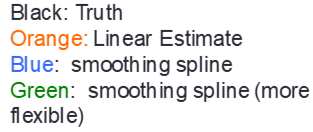 Black: Truth
Orange: Linear Estimate
Blue:  smoothing spline
Green:  smoothing spline (more
flexible)